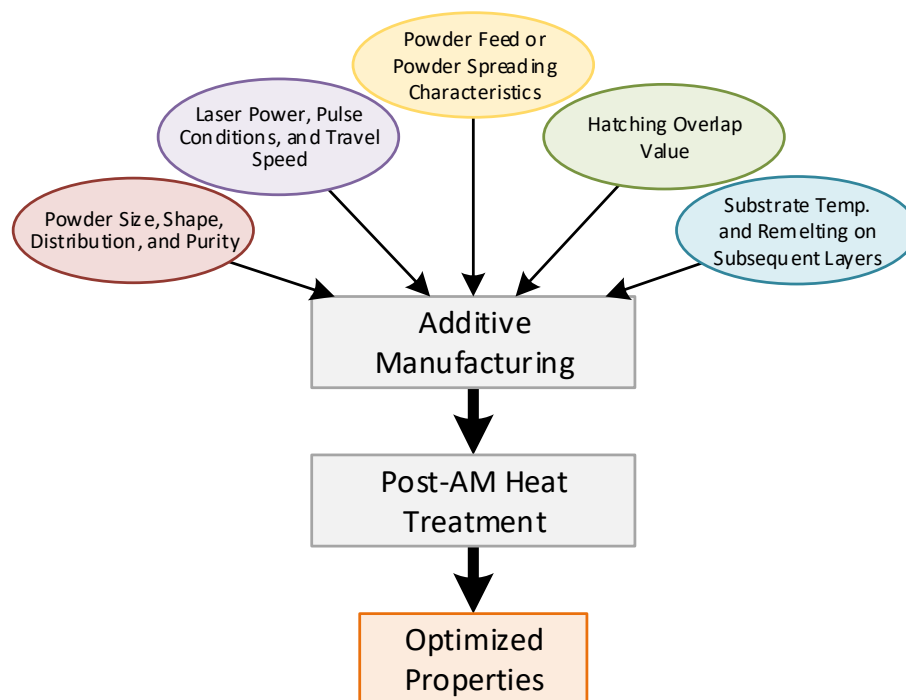 Powder Feed or
Powder Spreading
Characteristics
Laser Power, Pulse
Conditions, and Travel
Speed
Hatching Overlap
Value
Powder Size, Shape,
Distribution, and Purity
Substrate Temp.
and Remelting on
Subsequent Layers
Additive
Manufacturing
Post-AM Heat
Treatment
Optimized
Properties